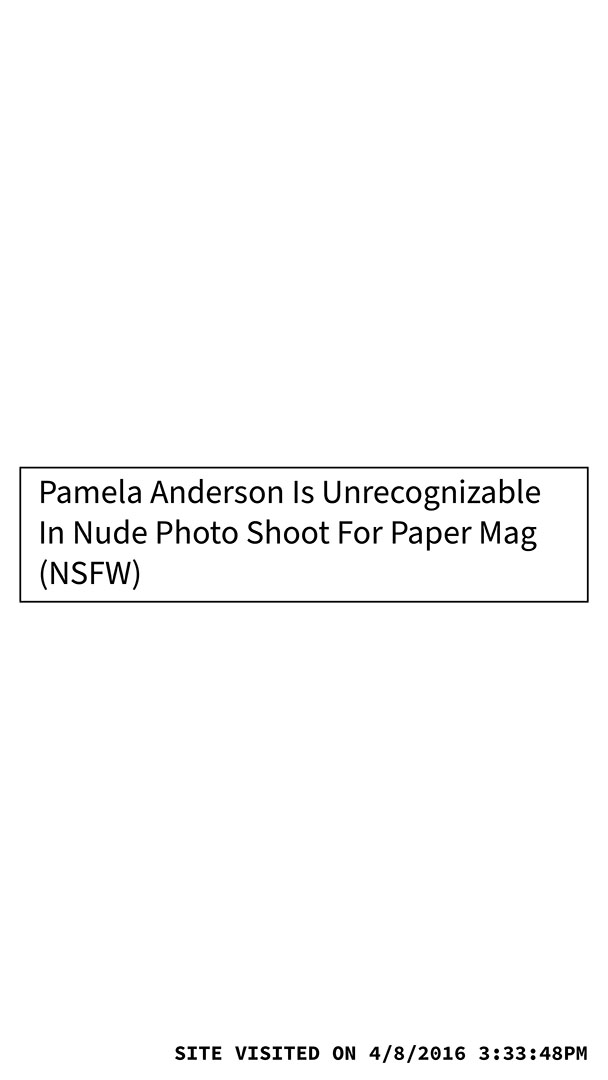 Pamela Anderson Is Unrecognizable
In Nude Photo Shoot For Paper Mag
(NSFW)
SITE VISITED ON 4/8/2016 3:33:48PM